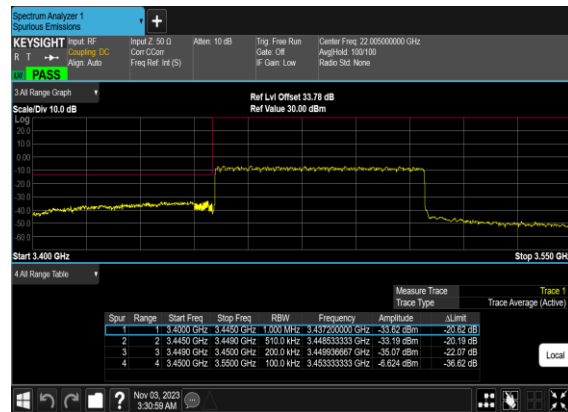 Spectrum Analyzer 1
Spurious Emissions
KEYSIGHT Input: RF Input Z: 50 Ω Atten: 10 dB Trig: Free Run Center Freq: 22.005000000 GHz
R T Coupling: DC Corr CCorr Gate: Off Avg|Hold: 100/100
Align: Auto Freq Ref: Int (S) IF Gain: Low Radio Std: None
PASS
3 All Range Graph
Ref Lvl Offset 33.78 dB
Scale/Div 10.0 dB Ref Value 30.00 dBm
Log
20.0
10.0
0.00
-10.0
-20.0
-30.0
-40.0
-50.0
-60.0
Start 3.400 GHz Stop 3.550 GHz
4 All Range Table
Measure Trace Trace 1
Trace Type Trace Average (Active)
Spur Range Start Freq Stop Freq RBW Frequency Amplitude ΔLimit
1 1 3.4000 GHz 3.4450 GHz 1.000 MHz 3.437200000 GHz -33.62 dBm -20.62 dB
2 2 3.4450 GHz 3.4490 GHz 510.0 kHz 3.448533333 GHz -33.19 dBm -20.19 dB
3 3 3.4490 GHz 3.4500 GHz 200.0 kHz 3.449936667 GHz -35.07 dBm -22.07 dB
4 4 3.4500 GHz 3.5500 GHz 100.0 kHz 3.453333333 GHz -6.624 dBm -36.62 dB
Local
? Nov 03, 2023
3:30:59 AM